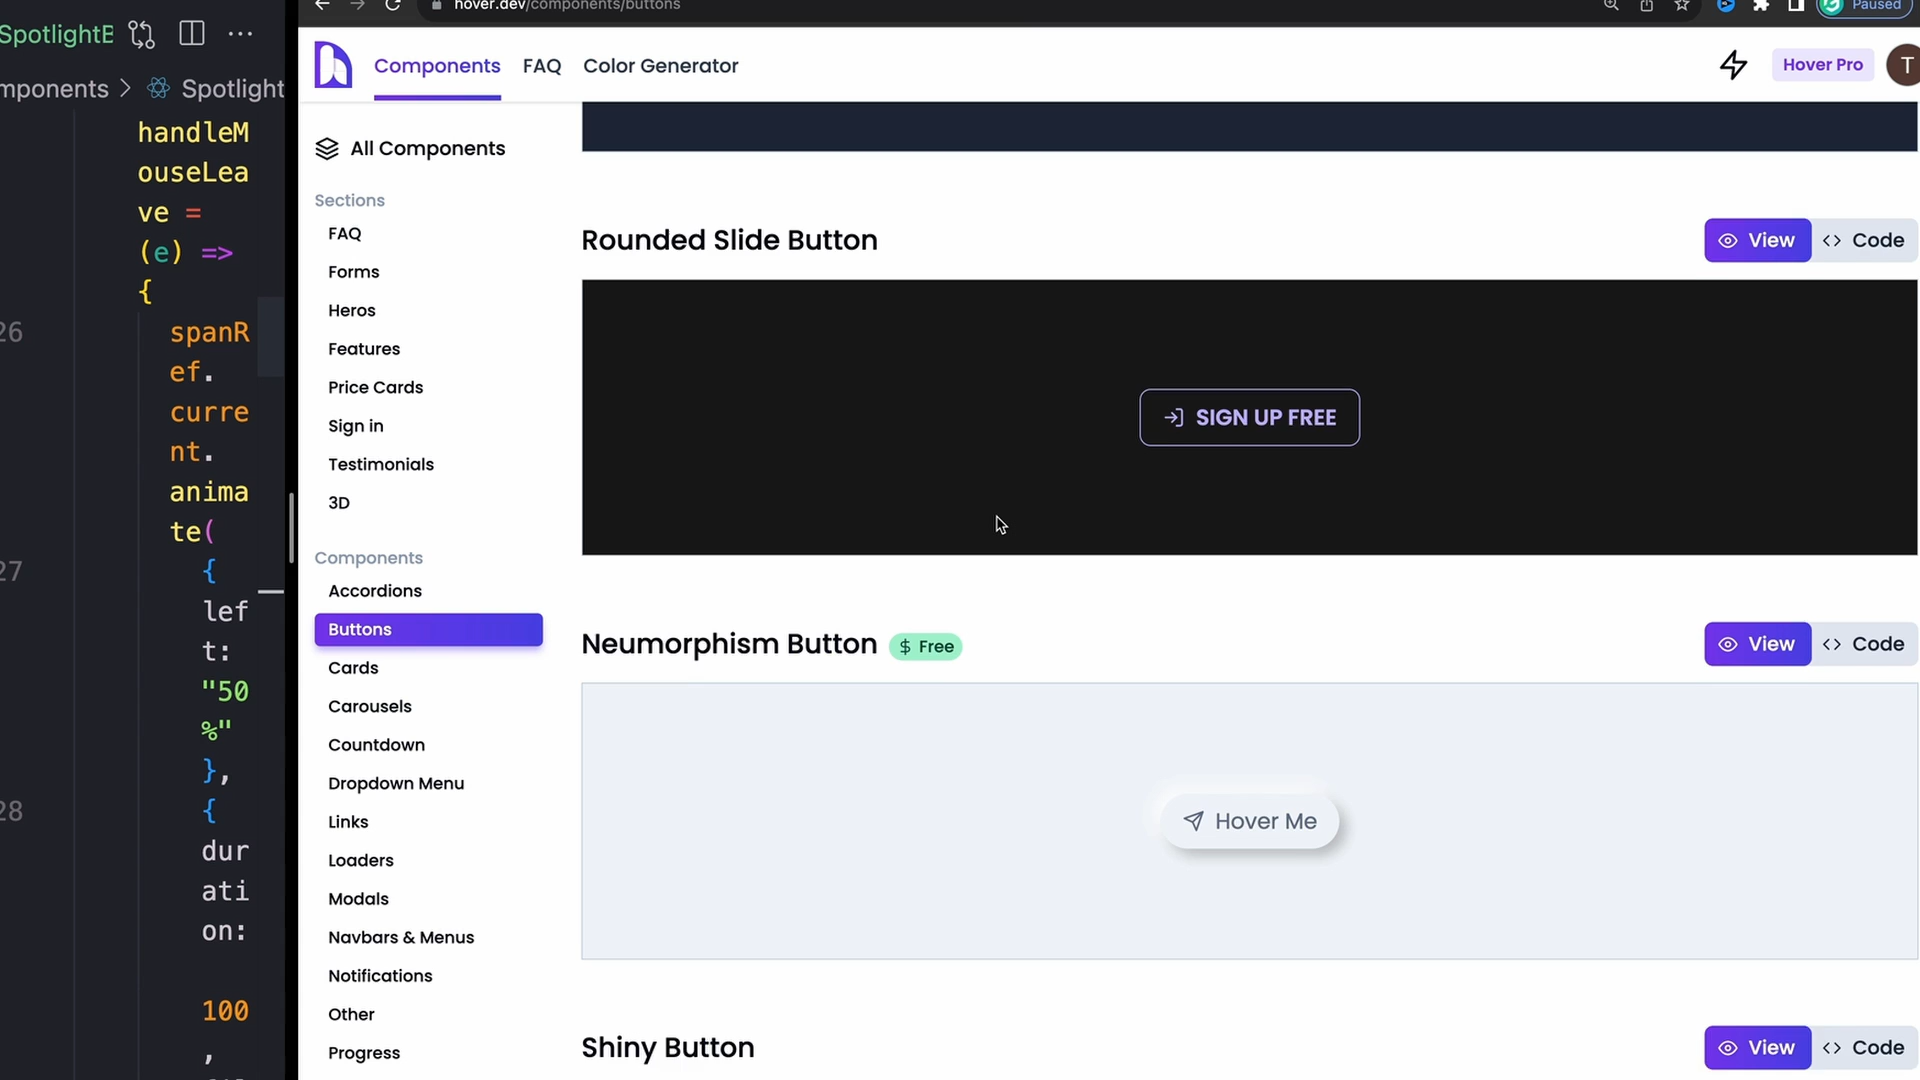 SpotlightB
mponents > Spotlight
handleM
ouseLea
ve =
(e) =>
{
26
spanR
ef.
curre
nt.
anima
te(
27
{
lef
t:
"50
%"
},
28
{
dur
ati
on:
100
,
hover.dev/components/buttons
Paused
Components
FAQ
Color Generator
Hover Pro
T
All Components
Sections
FAQ
Forms
Heros
Features
Price Cards
Sign in
Testimonials
3D
Components
Accordions
Buttons
Cards
Carousels
Countdown
Dropdown Menu
Links
Loaders
Modals
Navbars & Menus
Notifications
Other
Progress
Rounded Slide Button
View
Code
SIGN UP FREE
Neumorphism Button
$ Free
View
Code
Hover Me
Shiny Button
View
Code